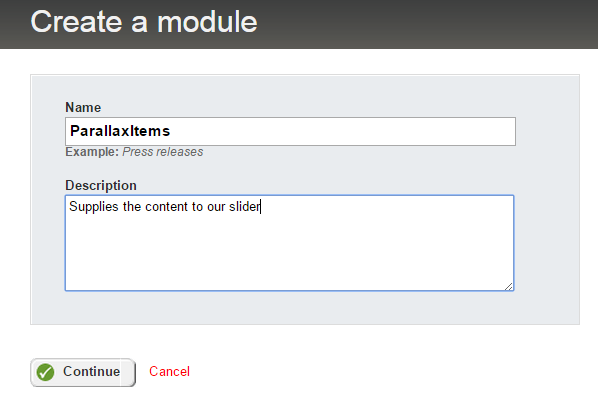 Create a module
Name
ParallaxItems
Example: Press releases
Description
Supplies the content to our slider
Continue Cancel